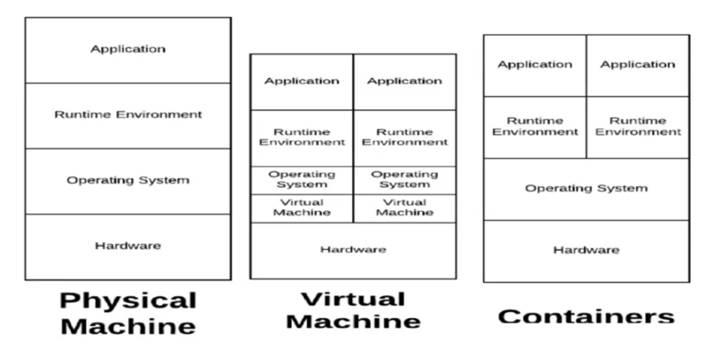 Application
Runtime Environment
Operating System
Hardware
Physical
Machine
Application Application
Runtime
Environment
Runtime
Environment
Operating
System
Operating
System
Virtual
Machine
Virtual
Machine
Hardware
Virtual
Machine
Application Application
Runtime
Environment
Runtime
Environment
Operating System
Hardware
Containers